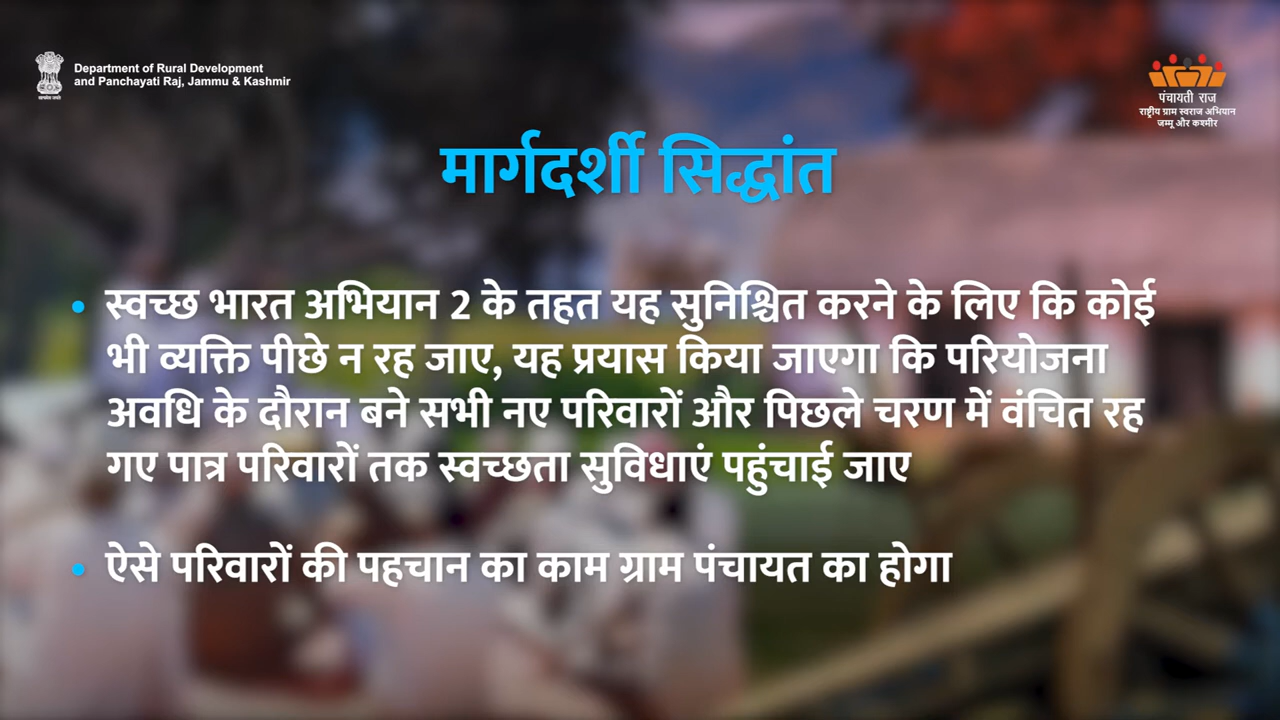 Department of Rural Development
and Panchayati Raj, Jammu & Kashmir
पंचायती राज
राष्ट्रीय ग्राम स्वराज अभियान
जम्मू और कश्मीर
मार्गदर्शी सिद्धांत
• स्वच्छ भारत अभियान 2 के तहत यह सुनिश्चित करने के लिए कि कोई
भी व्यक्ति पीछे न रह जाए, यह प्रयास किया जाएगा कि परियोजना
अवधि के दौरान बने सभी नए परिवारों और पिछले चरण में वंचित रह
गए पात्र परिवारों तक स्वच्छता सुविधाएं पहुंचाई जाए
• ऐसे परिवारों की पहचान का काम ग्राम पंचायत का होगा